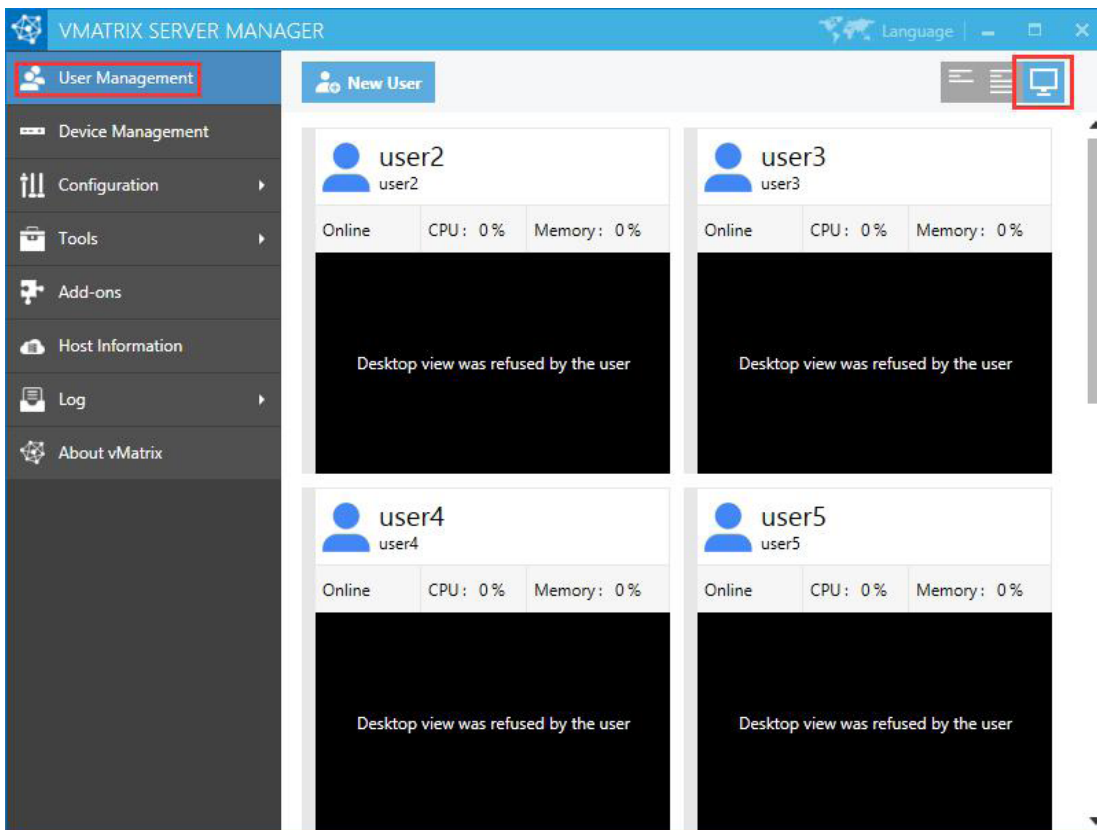 VMATRIX SERVER MANAGER
Language
User Management
Device Management
Configuration
Tools
Add-ons
Host Information
Log
About vMatrix
New User
user2
user2
Online CPU: 0% Memory: 0%
Desktop view was refused by the user
user3
user3
Online CPU: 0% Memory: 0%
Desktop view was refused by the user
user4
user4
Online CPU: 0% Memory: 0%
Desktop view was refused by the user
user5
user5
Online CPU: 0% Memory: 0%
Desktop view was refused by the user